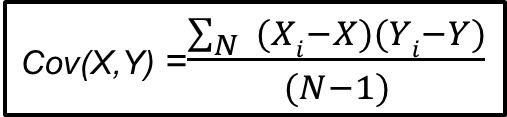 Cov(X,Y) = ∑N (Xi−X)(Yi−Y)
(N−1)